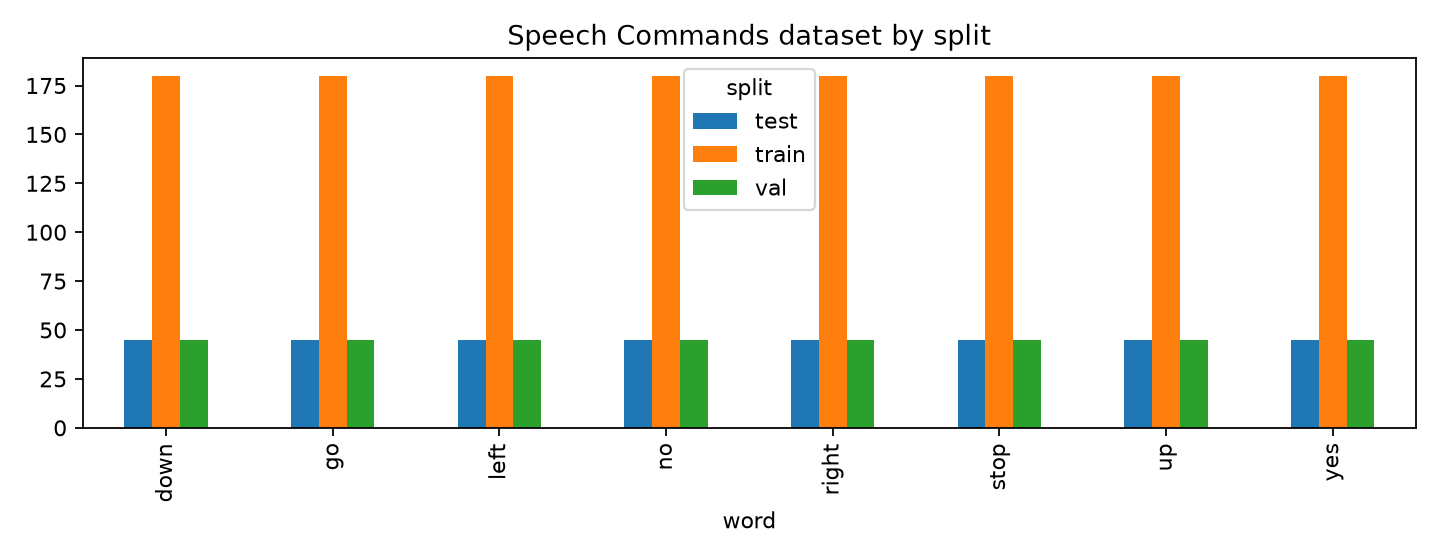 Speech Commands dataset by split
175
150
125
100
75
50
25
0
split
test
train
val
down
go
left
no
right
stop
up
yes
word